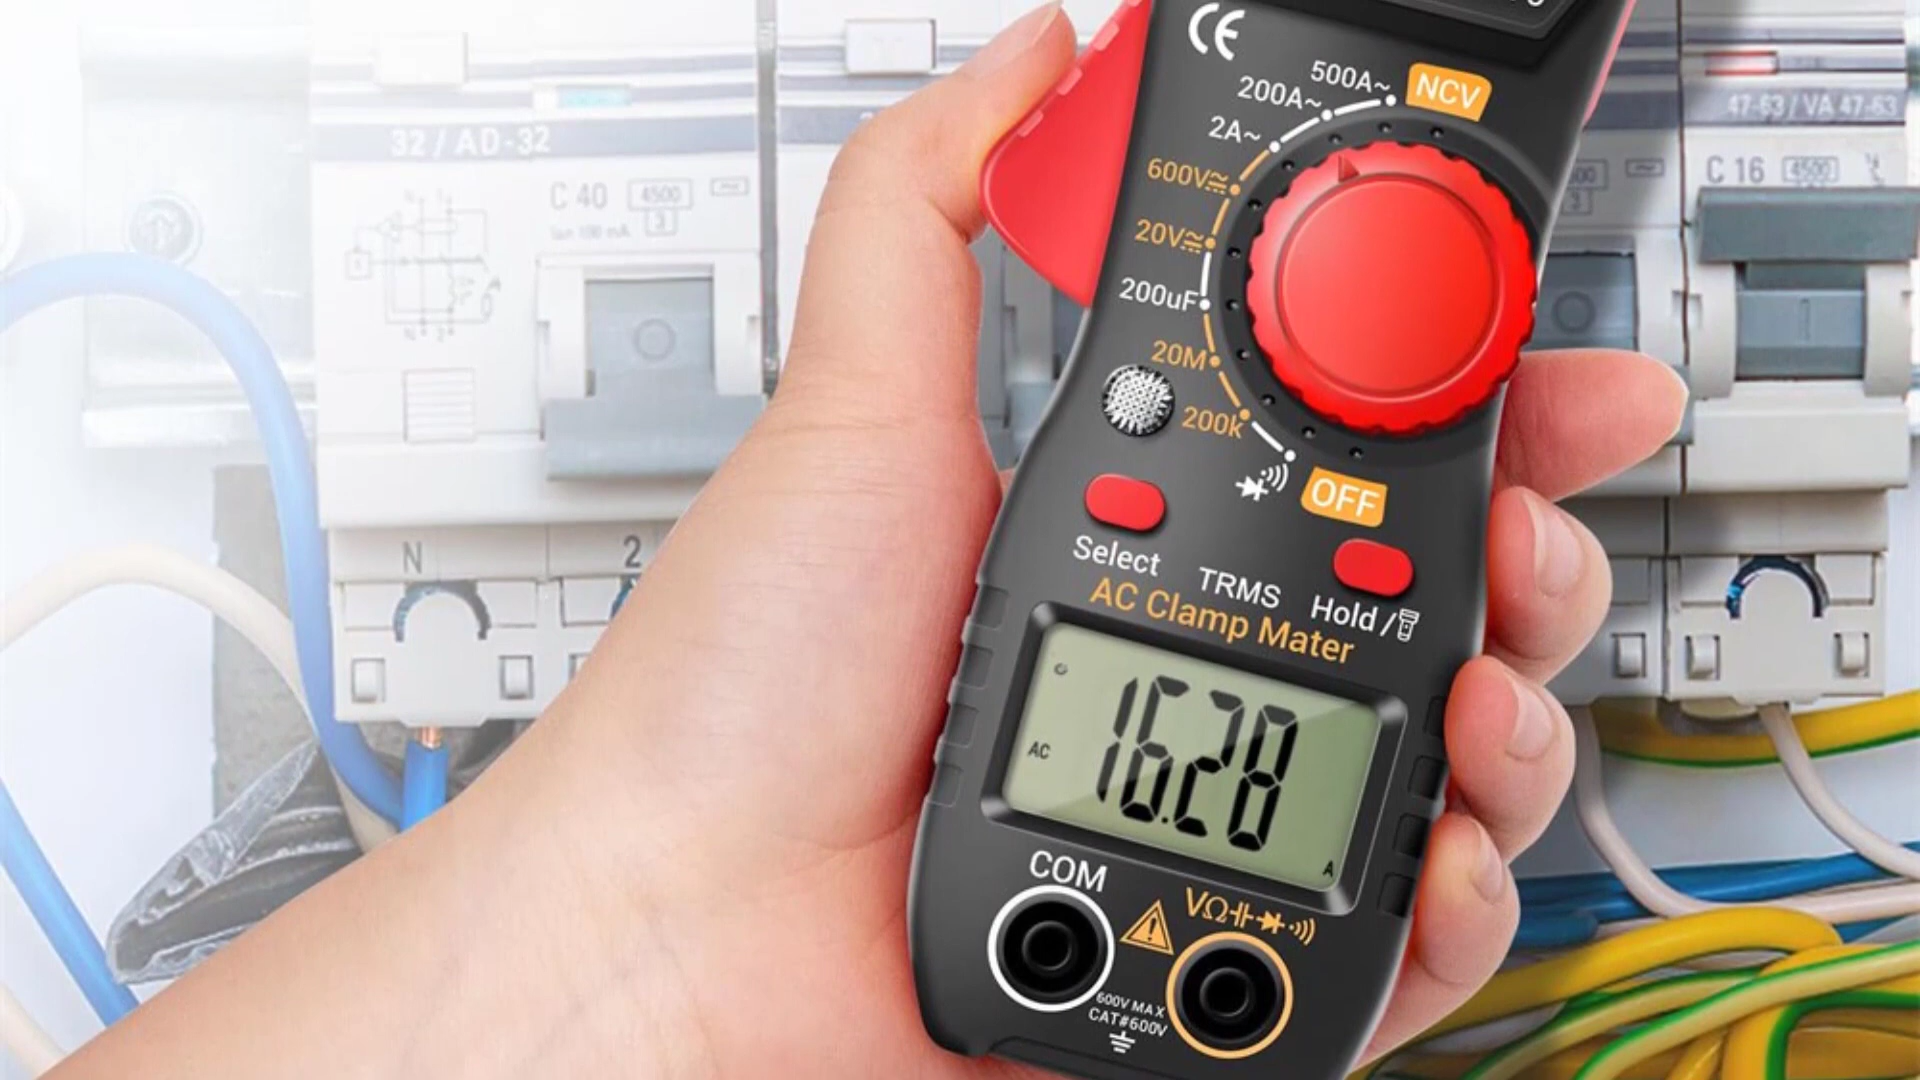 CE
500A~
NCV
200A~
2A~
600V≂
20V≂
200uF
20M
200k
OFF
Select
TRMS
Hold /
AC Clamp Mater
AC
16.28
A
COM
VΩ
600V MAX
CAT#600V
32 / AD-32
C 40
4500
3
N
2
47-63 / VA 47-63
C 16
4500